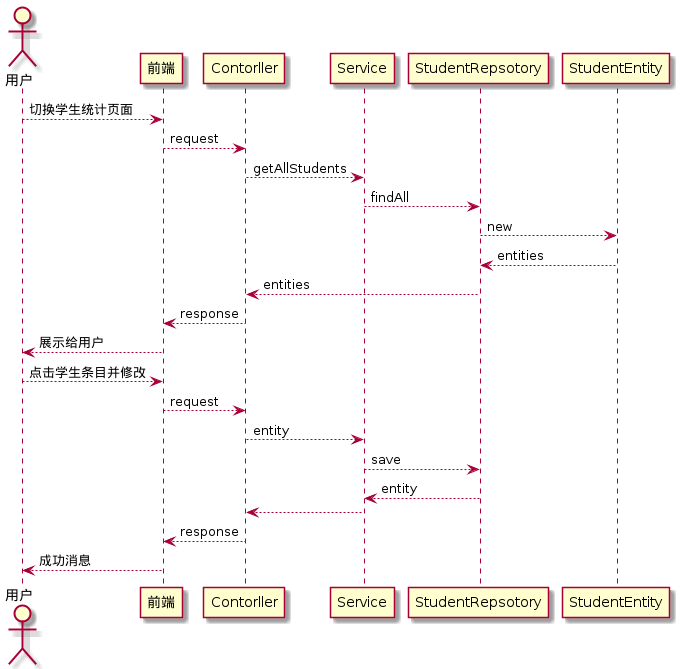 用户
前端
Contorller
Service
StudentRepsotory
StudentEntity
切换学生统计页面
request
getAllStudents
findAll
new
entities
entities
response
展示给用户
点击学生条目并修改
request
entity
save
entity
response
成功消息
用户
前端
Contorller
Service
StudentRepsotory
StudentEntity